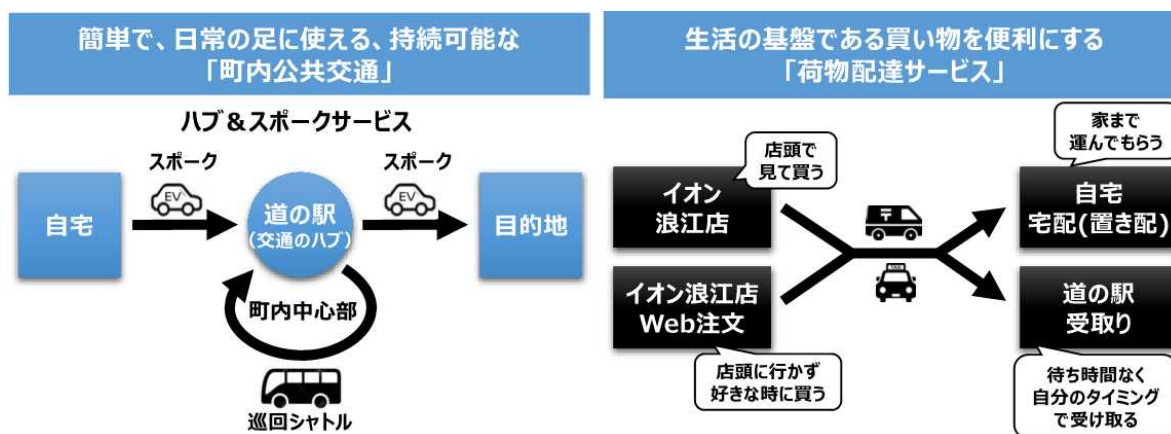 簡単で、日常の足に使える、持続可能な
「町内公共交通」
ハブ＆スポークサービス
スポーク
スポーク
EV
EV
自宅
道の駅
(交通のハブ)
目的地
町内中心部
巡回シャトル
生活の基盤である買い物を便利にする
「荷物配達サービス」
店頭で
見て買う
家まで
運んでもらう
イオン
浪江店
〒
自宅
宅配(置き配)
TAXI
イオン浪江店
Web注文
道の駅
受取り
店頭に行かず
好きな時に買う
待ち時間なく
自分のタイミング
で受け取る